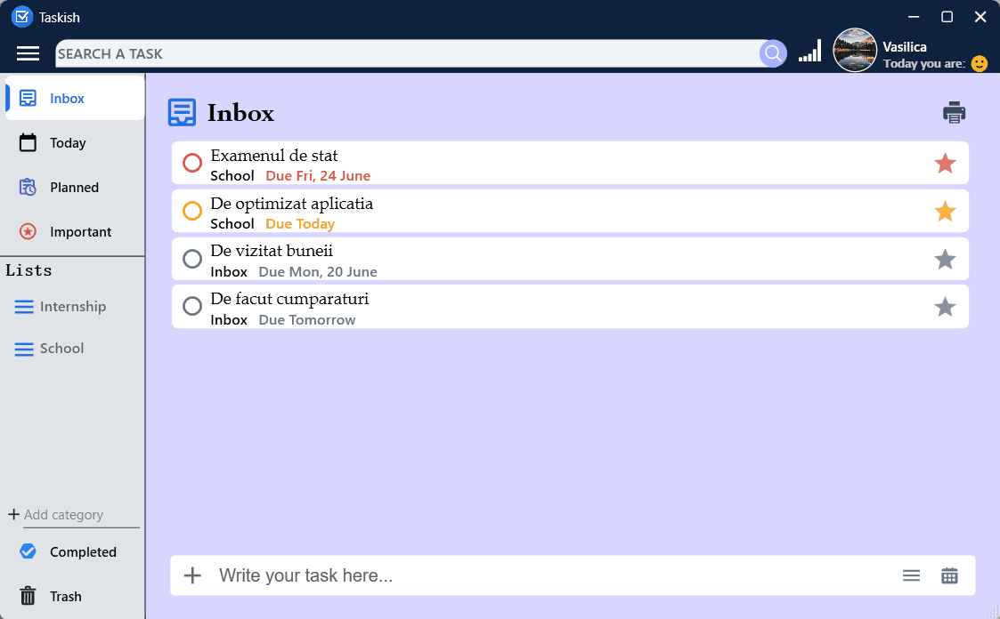 Taskish
SEARCH A TASK
Vasilica
Today you are:
Inbox
Today
Planned
Important
Lists
Internship
School
Add category
Completed
Trash
Inbox
Examenul de stat
School Due Fri, 24 June
De optimizat aplicatia
School Due Today
De vizitat buneii
Inbox Due Mon, 20 June
De facut cumparaturi
Inbox Due Tomorrow
Write your task here...